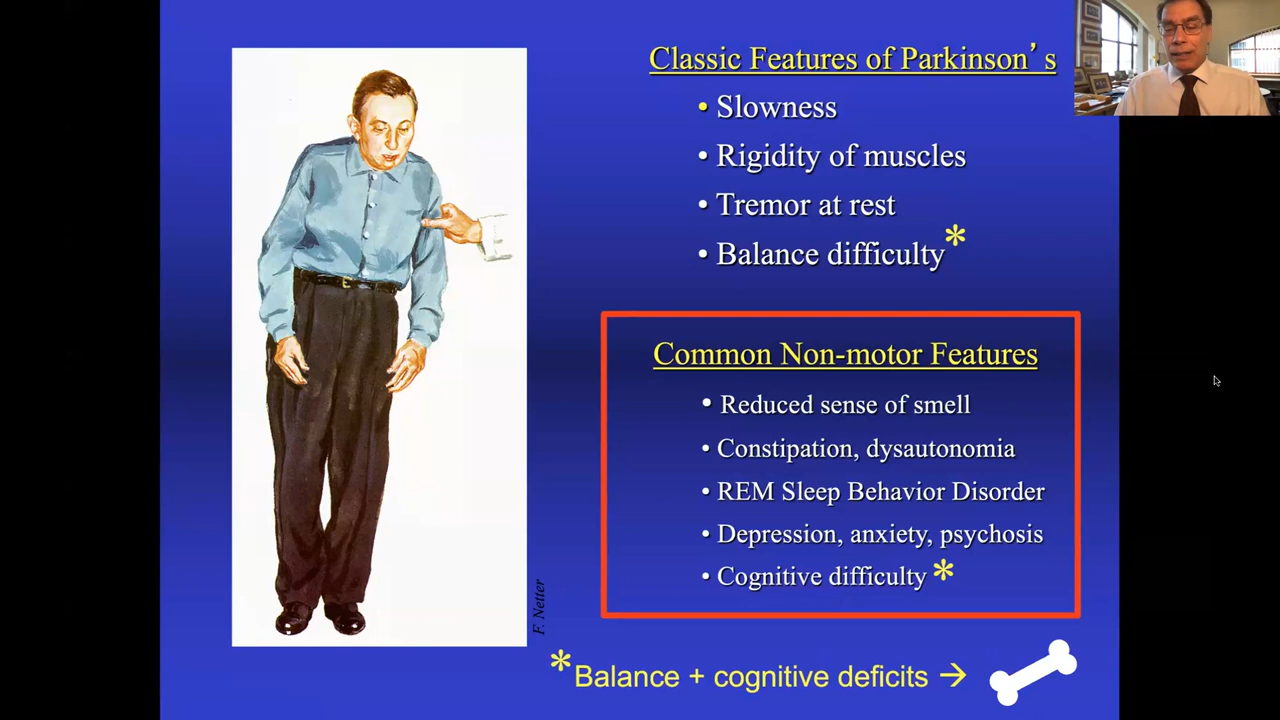 Classic Features of Parkinson’s
• Slowness
• Rigidity of muscles
• Tremor at rest
• Balance difficulty*
Common Non-motor Features
• Reduced sense of smell
• Constipation, dysautonomia
• REM Sleep Behavior Disorder
• Depression, anxiety, psychosis
• Cognitive difficulty *
F. Netter
*Balance + cognitive deficits →